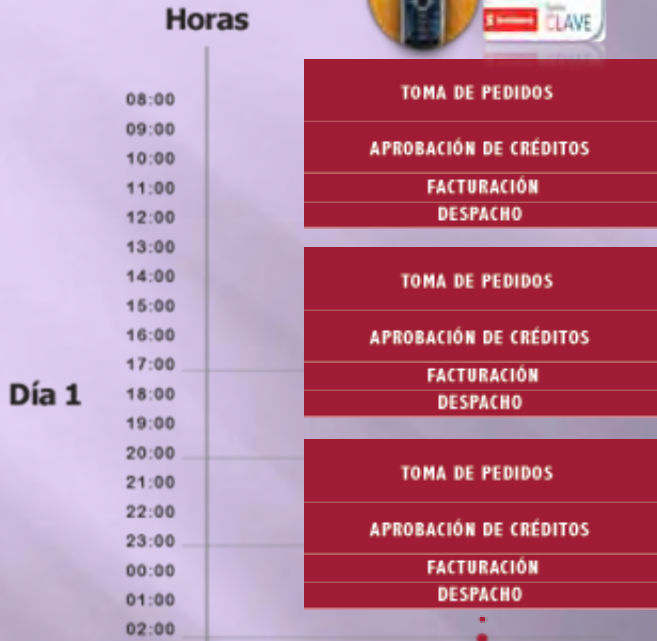 Horas
CLAVE
08:00
TOMA DE PEDIDOS
09:00
10:00
APROBACIÓN DE CRÉDITOS
11:00
FACTURACIÓN
12:00
DESPACHO
13:00
14:00
TOMA DE PEDIDOS
15:00
16:00
APROBACIÓN DE CRÉDITOS
17:00
FACTURACIÓN
Día 1
18:00
DESPACHO
19:00
20:00
21:00
TOMA DE PEDIDOS
22:00
23:00
APROBACIÓN DE CRÉDITOS
00:00
FACTURACIÓN
01:00
DESPACHO
02:00